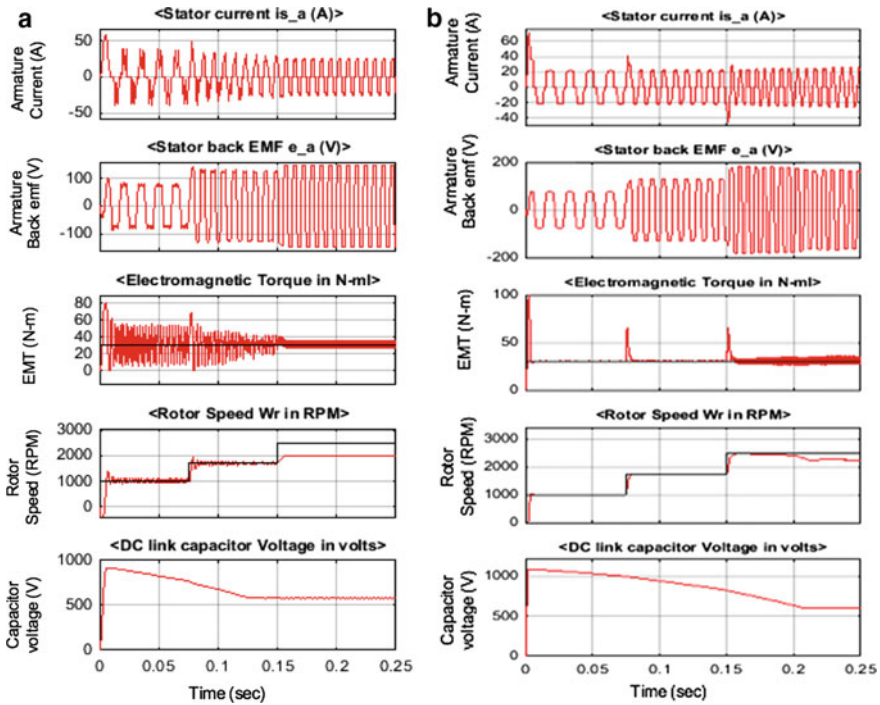 a
<Stator current is_a (A)>
Armature
Current (A)
50
0
-50
<Stator back EMF e_a (V)>
Armature
Back emf (V)
100
0
-100
<Electromagnetic Torque in N-ml>
EMT (N-m)
80
60
40
20
0
<Rotor Speed Wr in RPM>
Rotor
Speed (RPM)
3000
2000
1000
0
<DC link capacitor Voltage in volts>
Capacitor
voltage (V)
1000
500
0
0 0.05 0.1 0.15 0.2 0.25
Time (sec)
b
<Stator current is_a (A)>
Armature
Current (A)
60
40
20
0
-20
-40
<Stator back EMF e_a (V)>
Armature
Back emf (V)
200
0
-200
<Electromagnetic Torque in N-ml>
EMT (N-m)
100
50
0
<Rotor Speed Wr in RPM>
Rotor
Speed (RPM)
3000
2000
1000
0
<DC link capacitor Voltage in volts>
Capacitor
voltage (V)
1000
500
0
0 0.05 0.1 0.15 0.2 0.25
Time (sec)